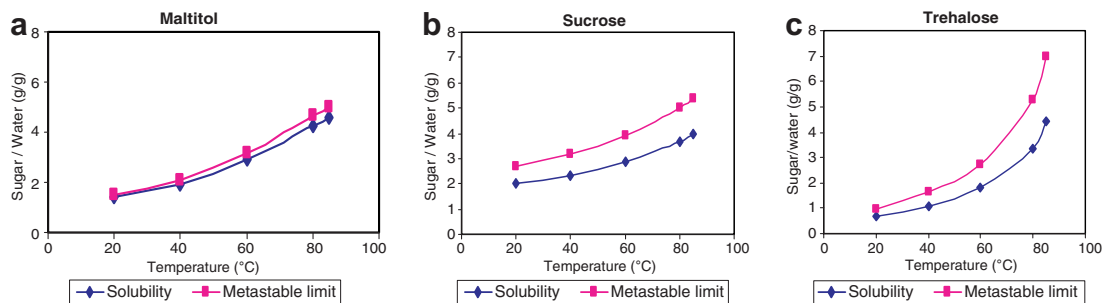 a
Maltitol
Sugar / Water (g/g)
8
6
4
2
0
20 40 60 80 100
Temperature (°C)
Solubility Metastable limit
b
Sucrose
Sugar / Water (g/g)
8
7
6
5
4
3
2
1
0
0 20 40 60 80 100
Temperature (°C)
Solubility Metastable limit
c
Trehalose
Sugar/water (g/g)
8
7
6
5
4
3
2
1
0
0 20 40 60 80 100
Temperature (°C)
Solubility Metastable limit